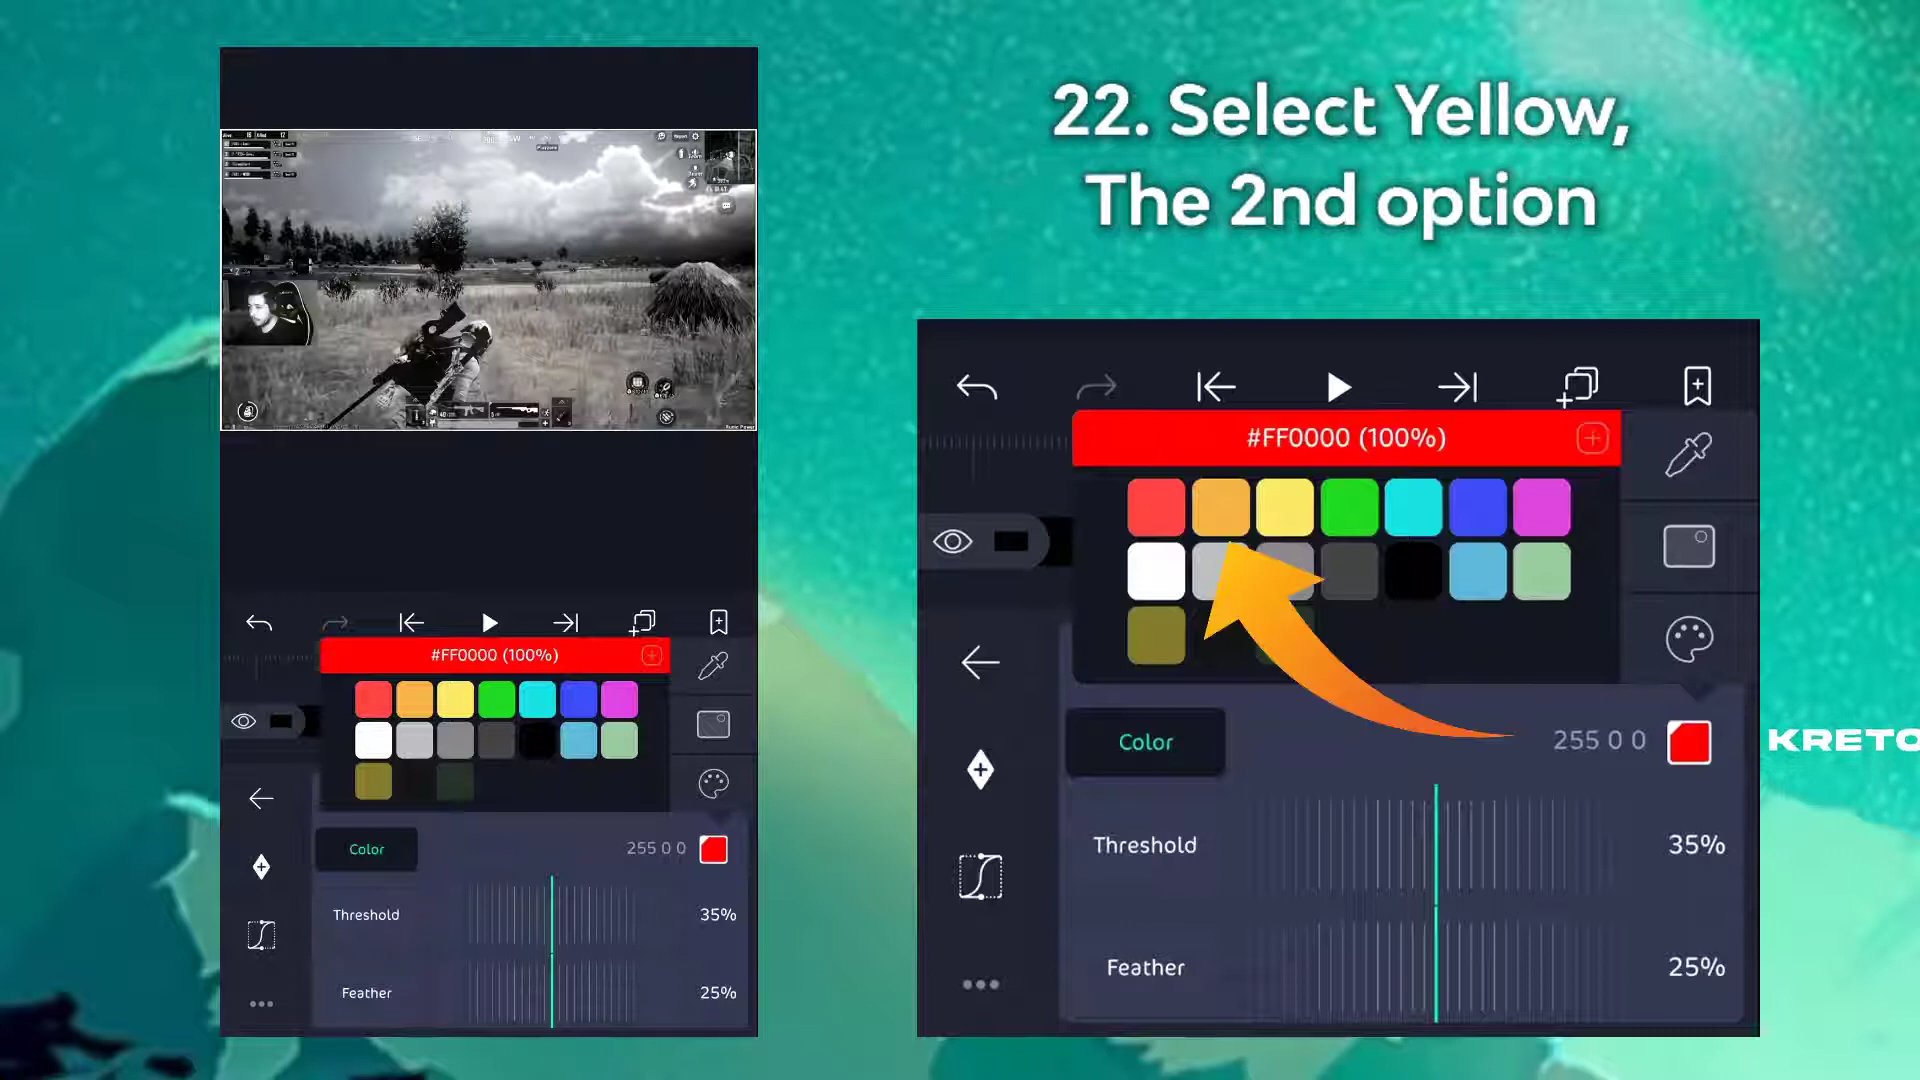 22. Select Yellow,
The 2nd option
#FF0000 (100%)
Color
255 0 0
Threshold
35%
Feather
25%
#FF0000 (100%)
Color
255 0 0
Threshold
35%
Feather
25%
KRETO